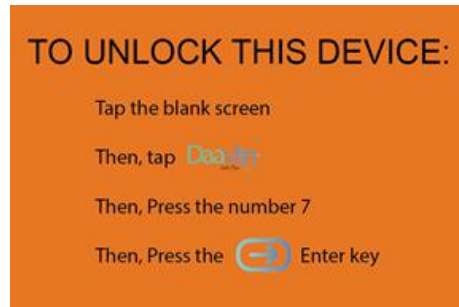 TO UNLOCK THIS DEVICE:
Tap the blank screen
Then, tap
Then, Press the number 7
Then, Press the Enter key